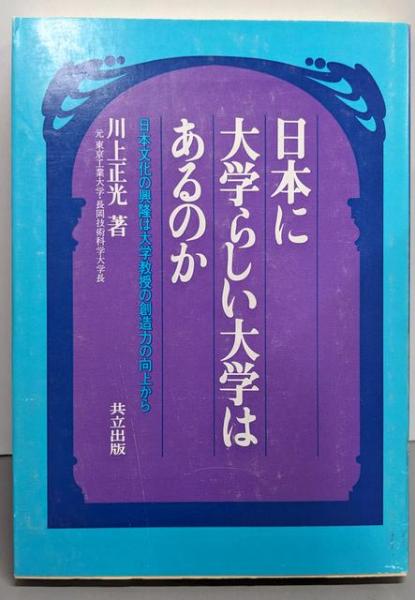 日本に
大学らしい大学は
あるのか
日本文化の興隆は大学教授の創造力の向上から
川上正光 著
元 東京工業大学・長岡技術科学大学長
共立出版